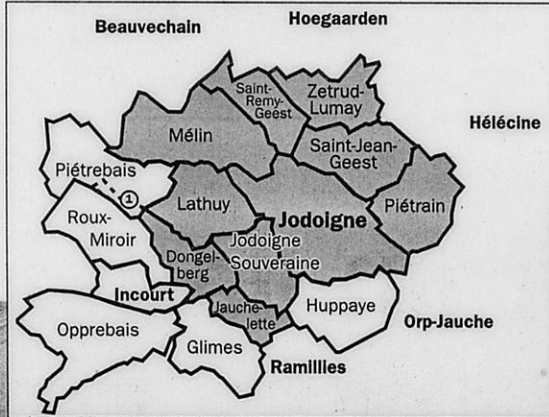 Beauvechain
Hoegaarden
Saint-
Remy-
Geest
Zetrud-
Lumay
Hélécine
Mélin
Saint-Jean-
Geest
Piétrebais
1
Lathuy
Piétrain
Roux-
Miroir
Jodoigne
Jodoigne
Souveraine
Dongel-
berg
Incourt
Jauche-
lette
Huppaye
Opprebais
Orp-Jauche
Glimes
Ramillies